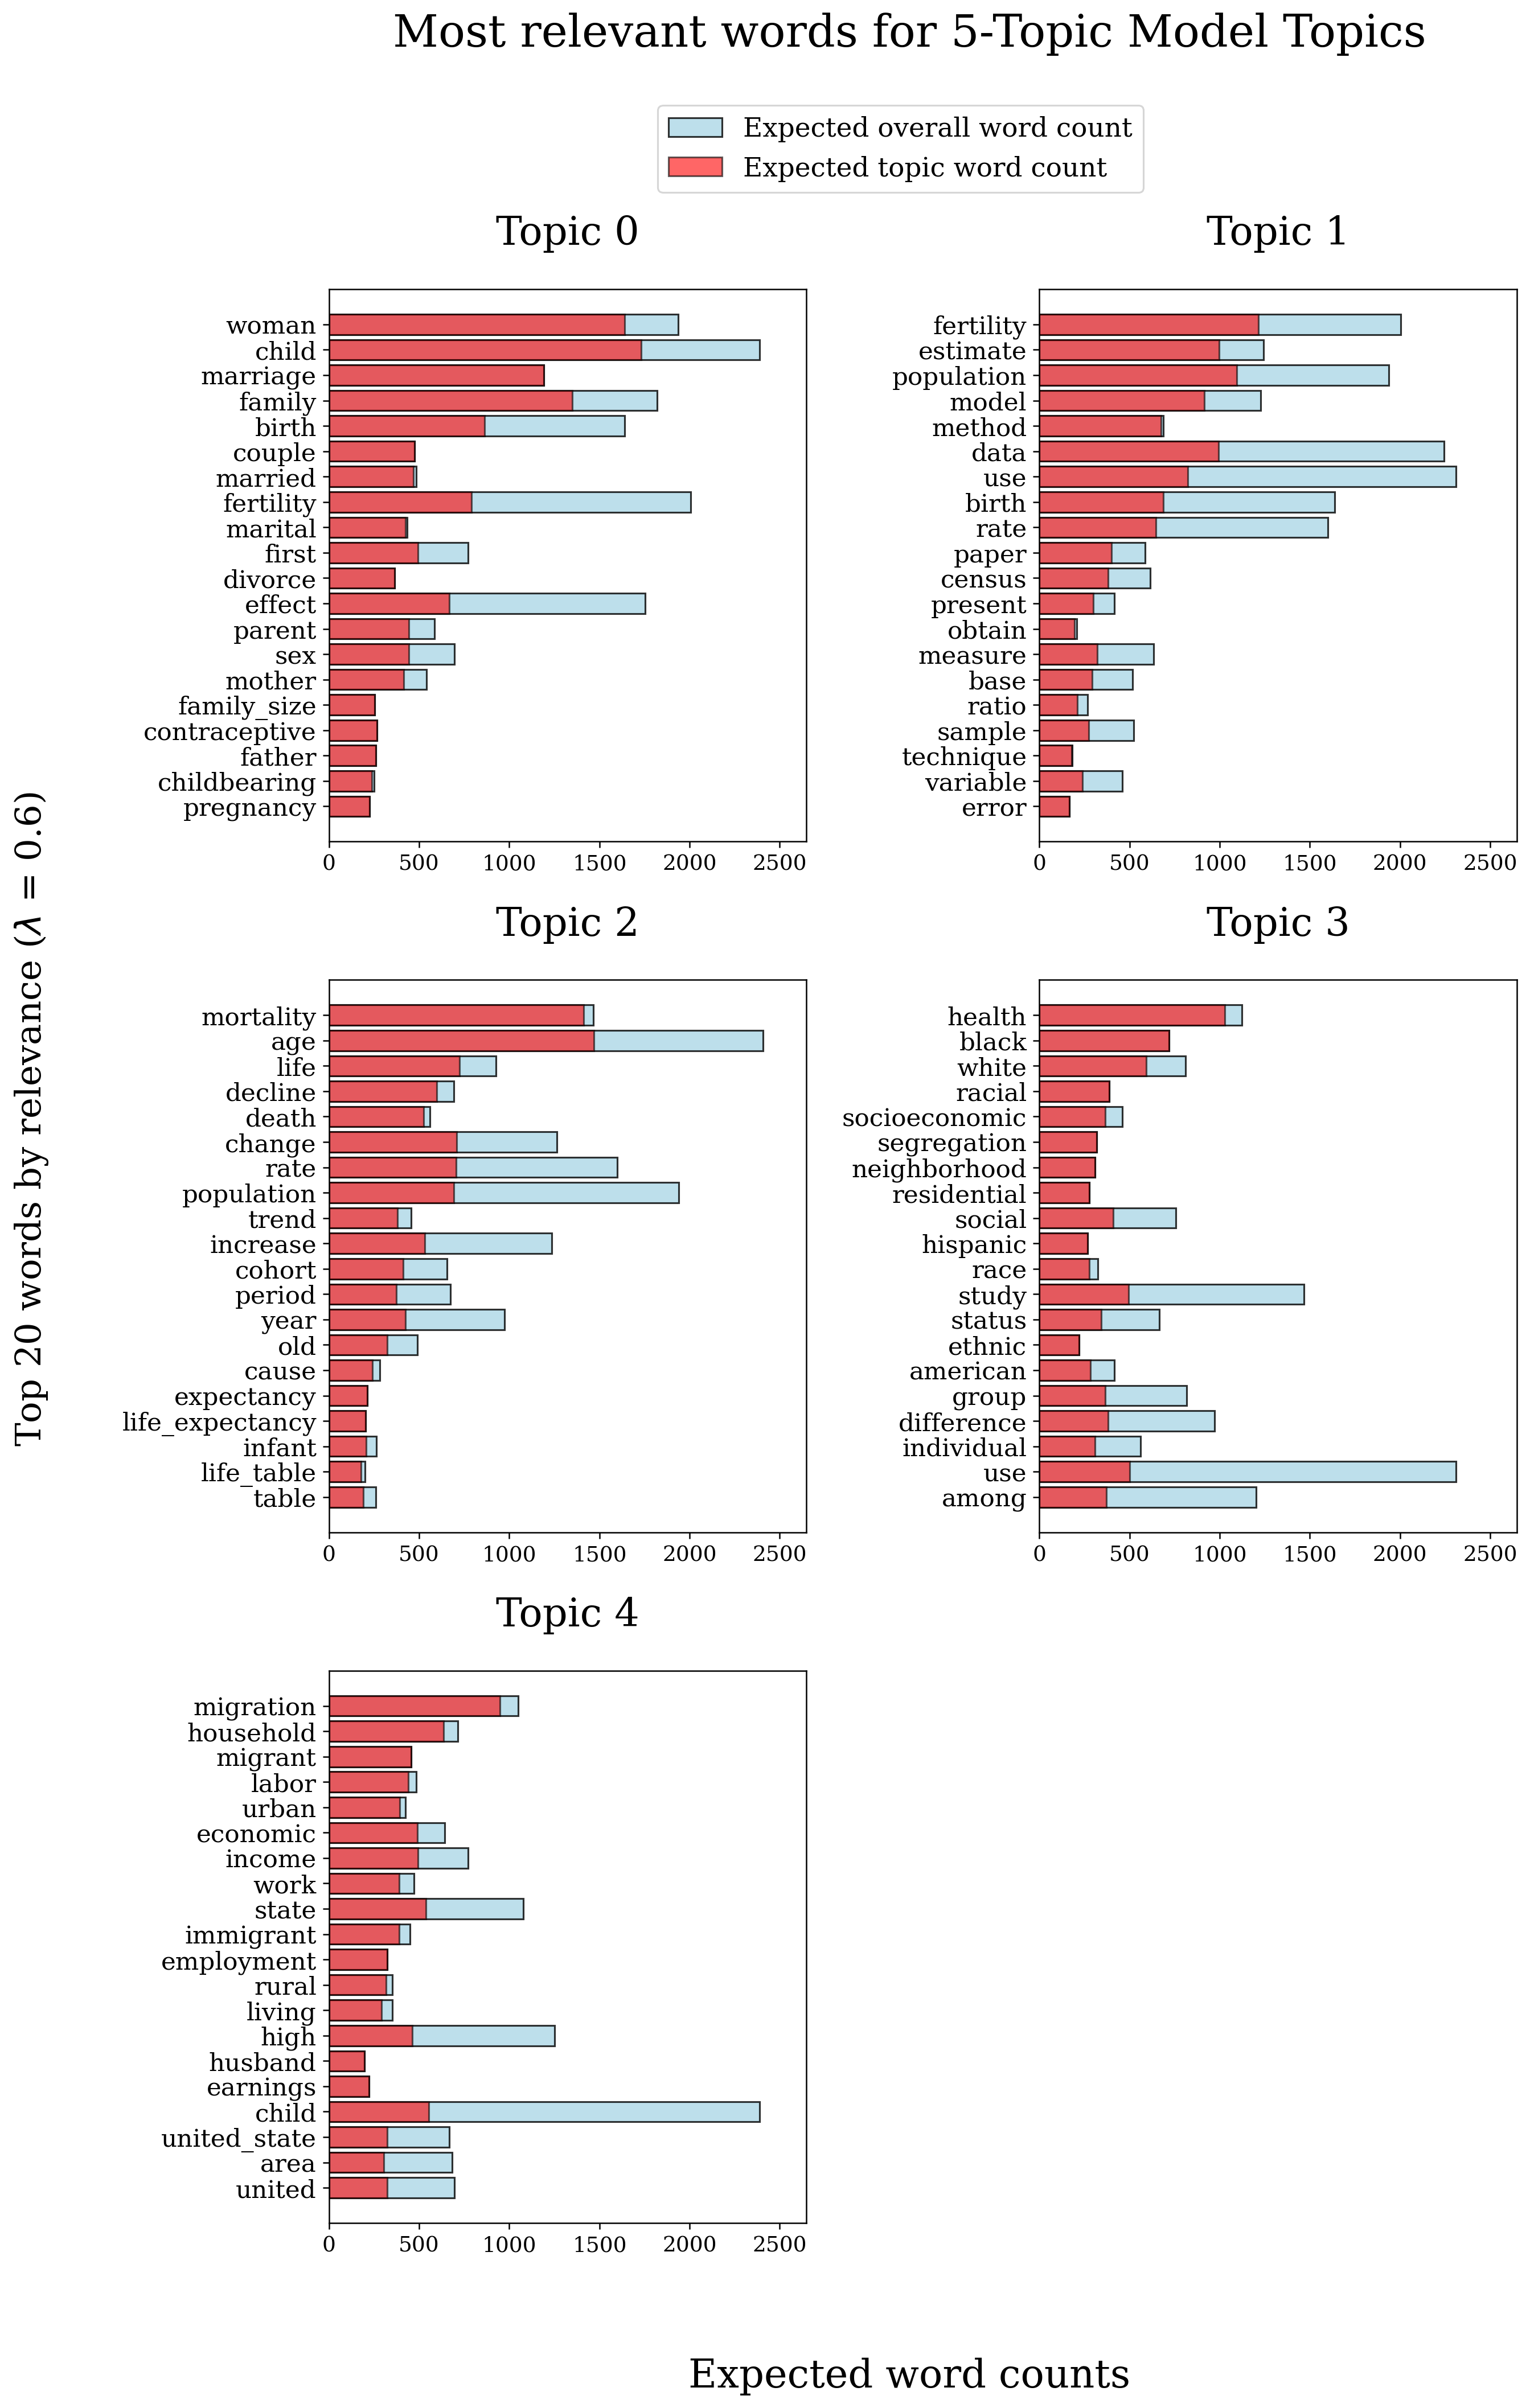 Most relevant words for 5-Topic Model Topics
Expected overall word count
Expected topic word count
Topic 0
woman
child
marriage
family
birth
couple
married
fertility
marital
first
divorce
effect
parent
sex
mother
family_size
contraceptive
father
childbearing
pregnancy
0 500 1000 1500 2000 2500
Topic 1
fertility
estimate
population
model
method
data
use
birth
rate
paper
census
present
obtain
measure
base
ratio
sample
technique
variable
error
0 500 1000 1500 2000 2500
Top 20 words by relevance (λ = 0.6)
Topic 2
mortality
age
life
decline
death
change
rate
population
trend
increase
cohort
period
year
old
cause
expectancy
life_expectancy
infant
life_table
table
0 500 1000 1500 2000 2500
Topic 3
health
black
white
racial
socioeconomic
segregation
neighborhood
residential
social
hispanic
race
study
status
ethnic
american
group
difference
individual
use
among
0 500 1000 1500 2000 2500
Topic 4
migration
household
migrant
labor
urban
economic
income
work
state
immigrant
employment
rural
living
high
husband
earnings
child
united_state
area
united
0 500 1000 1500 2000 2500
Expected word counts